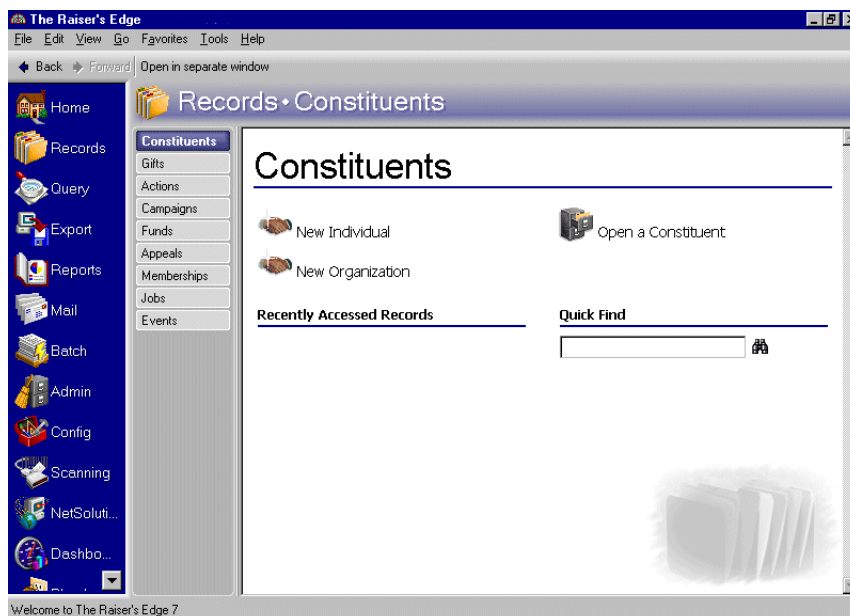 The Raiser's Edge
File Edit View Go Favorites Tools Help
Back Forward Open in separate window
Records • Constituents
Home
Records
Query
Export
Reports
Mail
Batch
Admin
Config
Scanning
NetSoluti...
Dashbo...
Constituents
Gifts
Actions
Campaigns
Funds
Appeals
Memberships
Jobs
Events
Constituents
New Individual
Open a Constituent
New Organization
Recently Accessed Records
Quick Find
Welcome to The Raiser's Edge 7